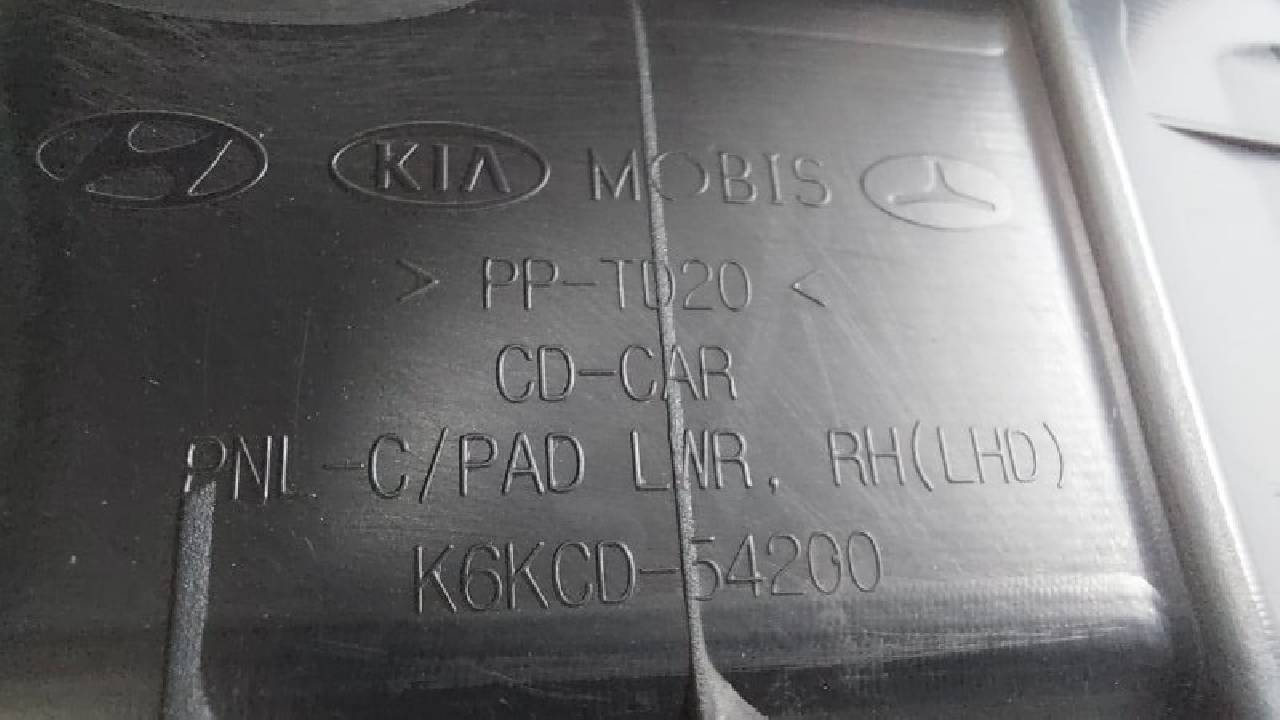 KIA MOBIS
> PP-TD20 <
CD-CAR
PNL-C/PAD LWR, RH(LHD)
K6KCD-54200